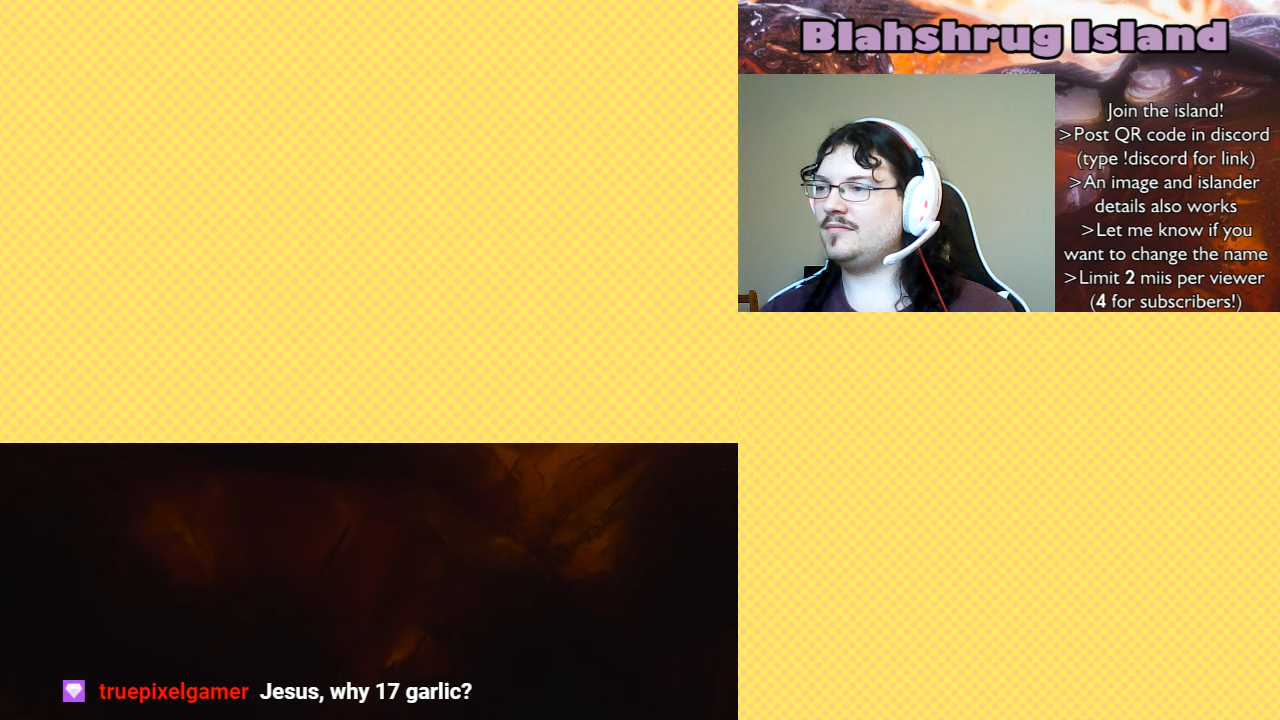 Blahshrug Island
Join the island!
>Post QR code in discord
(type !discord for link)
>An image and islander
details also works
>Let me know if you
want to change the name
>Limit 2 miis per viewer
(4 for subscribers!)
truepixelgamer Jesus, why 17 garlic?